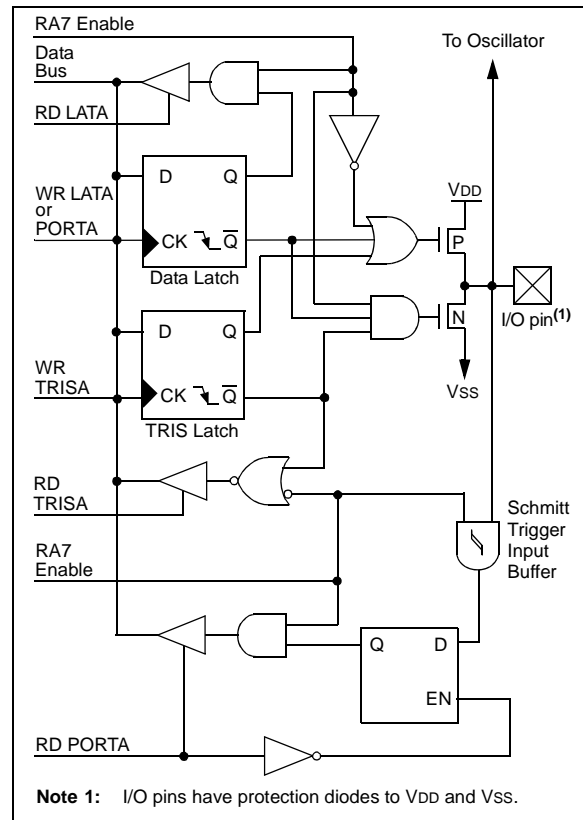 RA7 Enable
Data
Bus
To Oscillator
RD LATA
VDD
D Q
WR LATA
or
PORTA
CK Q
P
Data Latch
D Q
N
I/O pin(1)
WR
TRISA
CK Q
VSS
TRIS Latch
RD
TRISA
Schmitt
Trigger
Input
Buffer
RA7
Enable
Q D
EN
RD PORTA
Note 1: I/O pins have protection diodes to VDD and VSS.